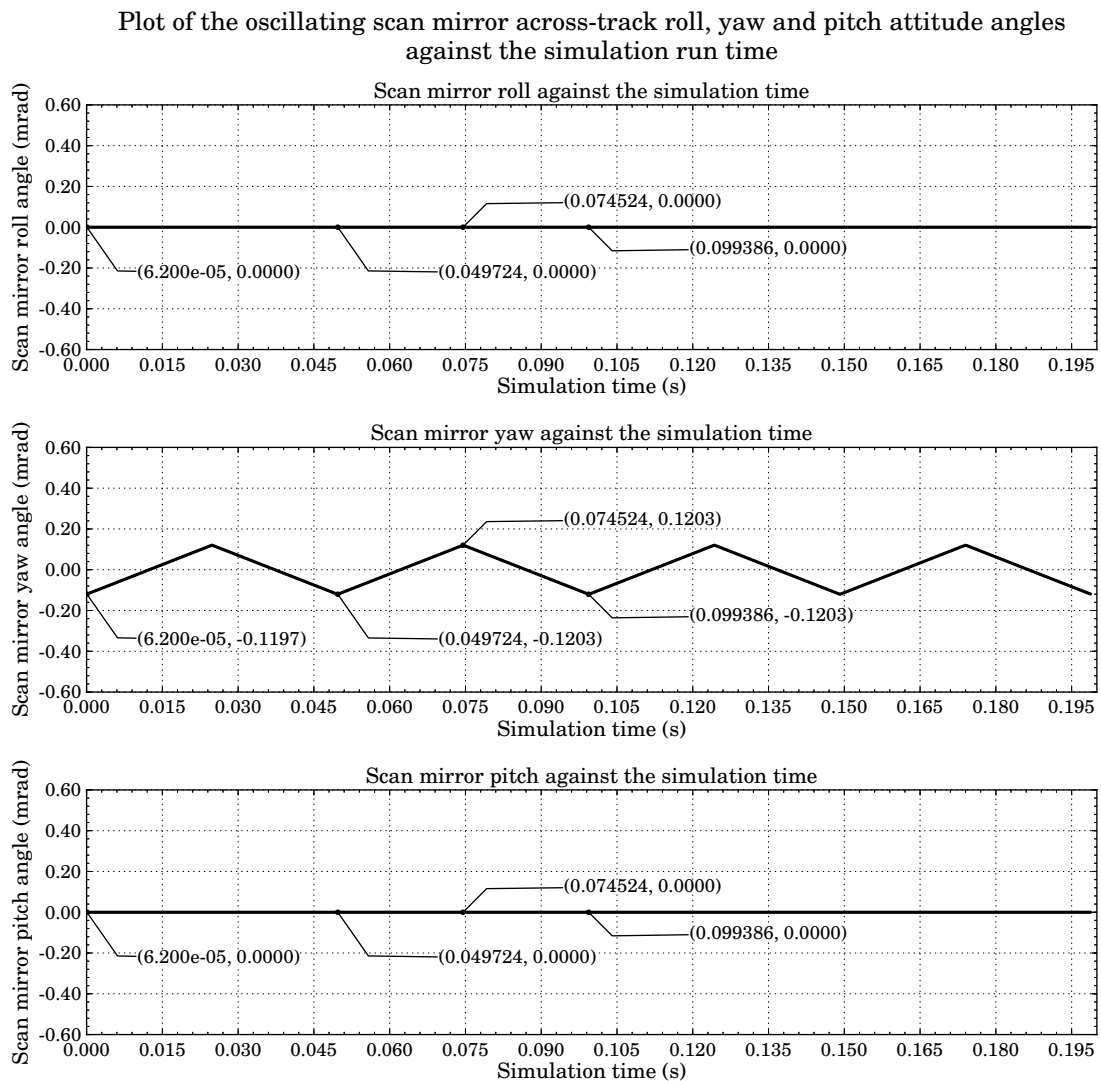 Plot of the oscillating scan mirror across-track roll, yaw and pitch attitude angles
against the simulation run time
Scan mirror roll against the simulation time
Scan mirror roll angle (mrad)
0.60
0.40
0.20
0.00
-0.20
-0.40
-0.60
(0.074524, 0.0000)
(0.099386, 0.0000)
(6.200e-05, 0.0000)
(0.049724, 0.0000)
0.000 0.015 0.030 0.045 0.060 0.075 0.090 0.105 0.120 0.135 0.150 0.165 0.180 0.195
Simulation time (s)
Scan mirror yaw against the simulation time
Scan mirror yaw angle (mrad)
0.60
0.40
0.20
0.00
-0.20
-0.40
-0.60
(0.074524, 0.1203)
(0.099386, -0.1203)
(6.200e-05, -0.1197)
(0.049724, -0.1203)
0.000 0.015 0.030 0.045 0.060 0.075 0.090 0.105 0.120 0.135 0.150 0.165 0.180 0.195
Simulation time (s)
Scan mirror pitch against the simulation time
Scan mirror pitch angle (mrad)
0.60
0.40
0.20
0.00
-0.20
-0.40
-0.60
(0.074524, 0.0000)
(0.099386, 0.0000)
(6.200e-05, 0.0000)
(0.049724, 0.0000)
0.000 0.015 0.030 0.045 0.060 0.075 0.090 0.105 0.120 0.135 0.150 0.165 0.180 0.195
Simulation time (s)